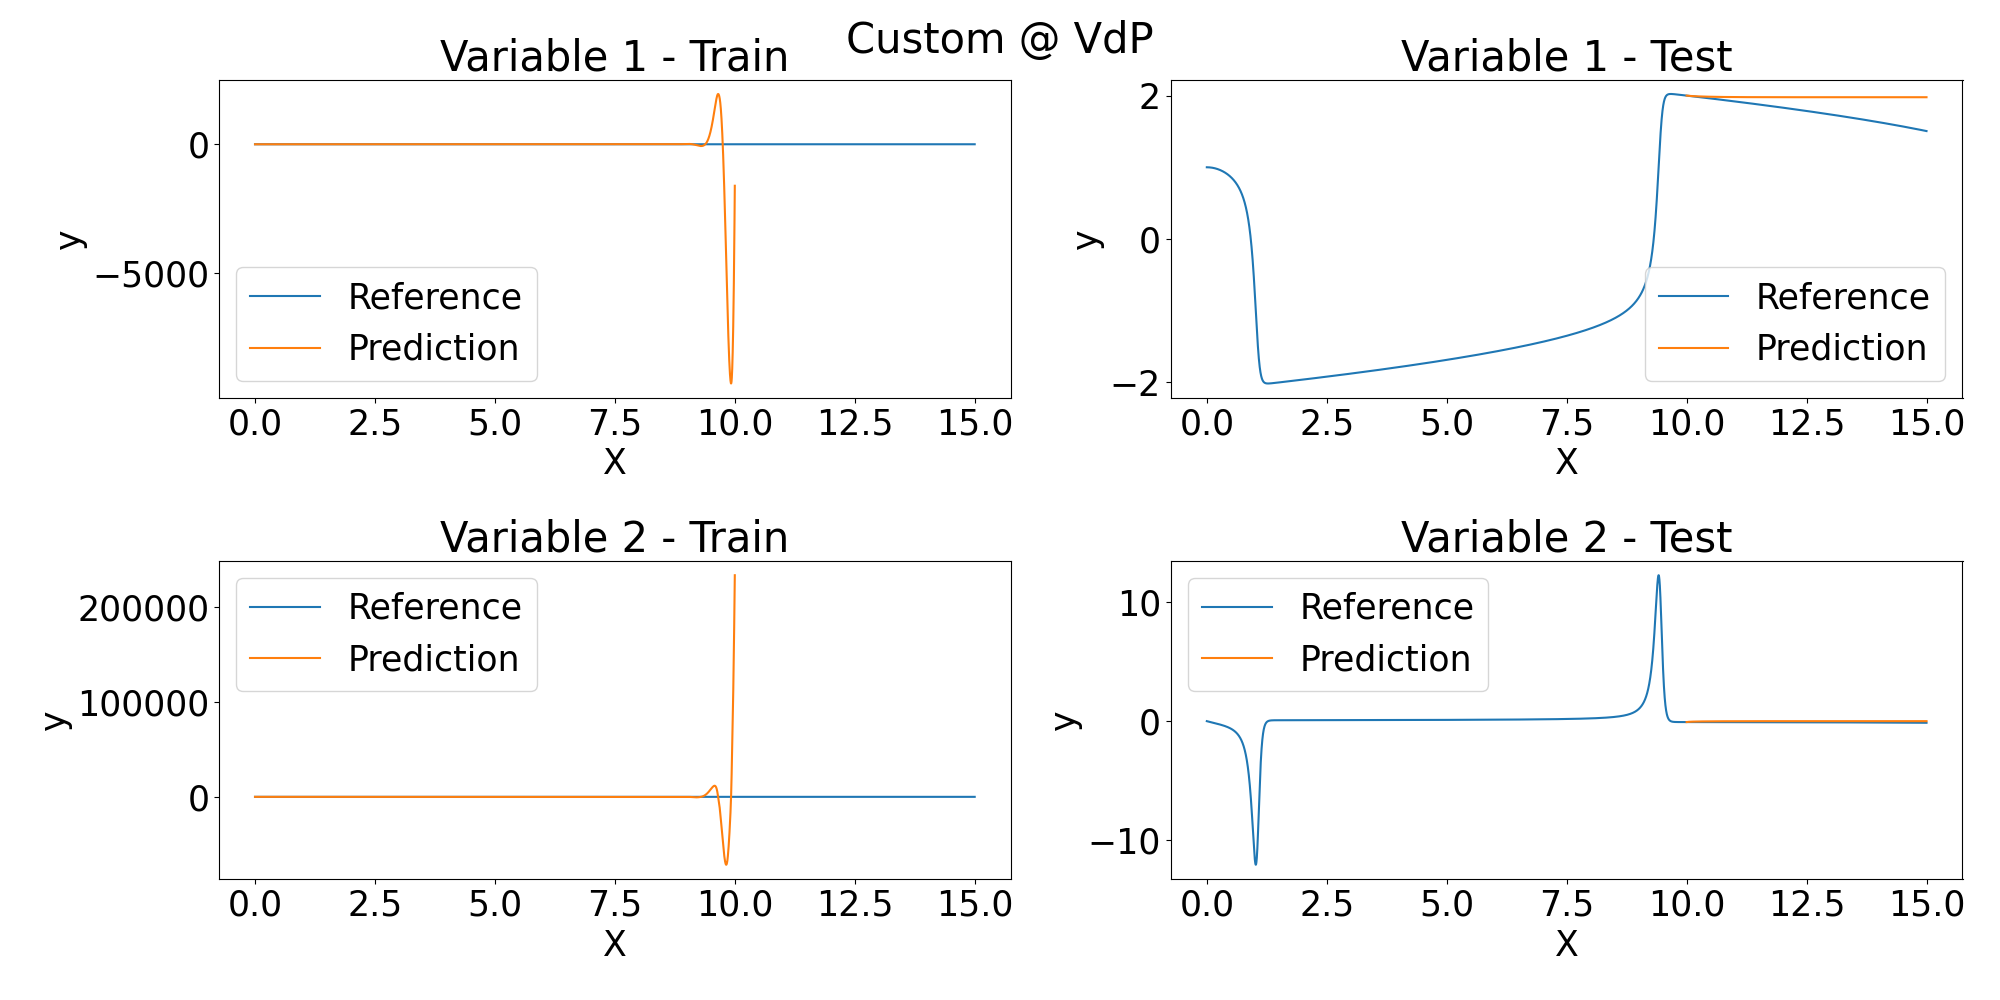 Custom @ VdP
Variable 1 - Train
y
0
−5000
Reference
Prediction
0.0 2.5 5.0 7.5 10.0 12.5 15.0
X
Variable 1 - Test
y
2
0
−2
Reference
Prediction
0.0 2.5 5.0 7.5 10.0 12.5 15.0
X
Variable 2 - Train
y
200000
100000
0
Reference
Prediction
0.0 2.5 5.0 7.5 10.0 12.5 15.0
X
Variable 2 - Test
y
10
0
−10
Reference
Prediction
0.0 2.5 5.0 7.5 10.0 12.5 15.0
X